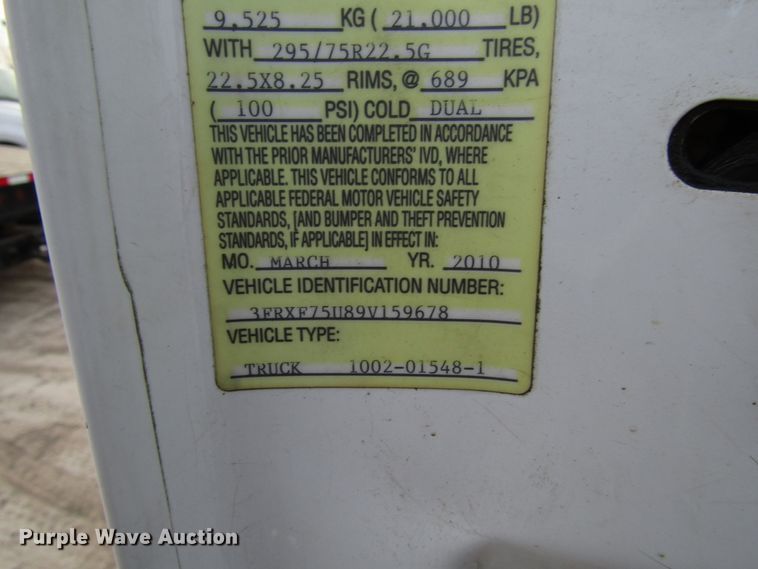 9,525 KG ( 21,000 LB)
WITH 295/75R22.5G TIRES,
22.5X8.25 RIMS, @ 689 KPA
( 100 PSI) COLD DUAL
THIS VEHICLE HAS BEEN COMPLETED IN ACCORDANCE
WITH THE PRIOR MANUFACTURERS' IVD, WHERE
APPLICABLE. THIS VEHICLE CONFORMS TO ALL
APPLICABLE FEDERAL MOTOR VEHICLE SAFETY
STANDARDS, [AND BUMPER AND THEFT PREVENTION
STANDARDS, IF APPLICABLE] IN EFFECT IN:
MO. MARCH YR. 2010
VEHICLE IDENTIFICATION NUMBER:
3FRXF75U89V159678
VEHICLE TYPE:
TRUCK 1002-01548-1
Purple Wave Auction